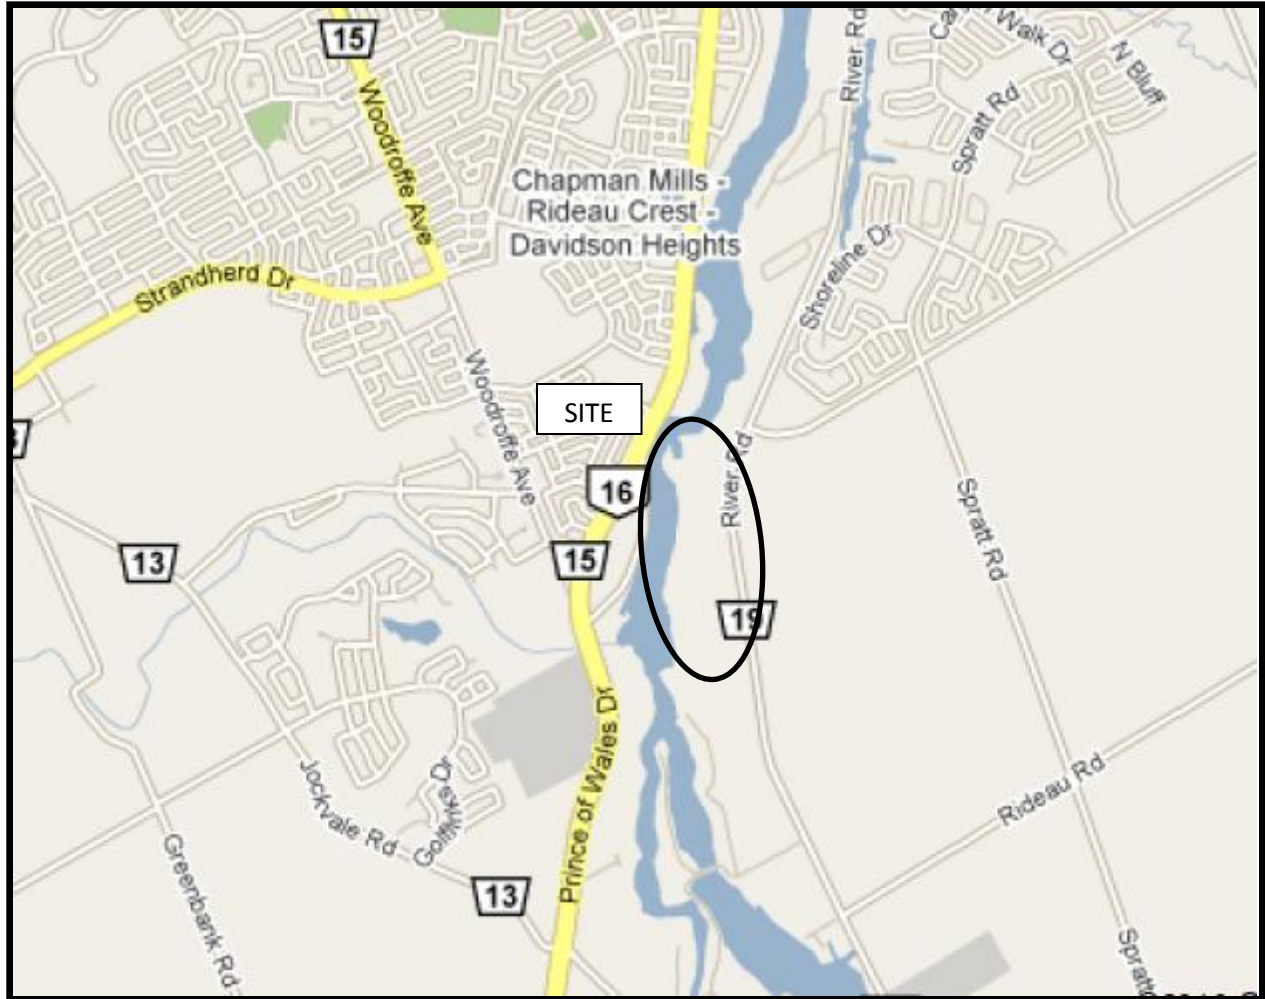 15
River Rd
Walk Dr
N Bluff
Woodroffe Ave
Spratt Rd
Chapman Mills -
Rideau Crest -
Davidson Heights
Shoreline Dr
Strandherd Dr
Woodroffe Ave
SITE
River Rd
16
Spratt Rd
15
13
19
Prince of Wales Dr
Jockvale Rd
Golflinks Dr
Rideau Rd
Greenbank Rd
13
Spratt